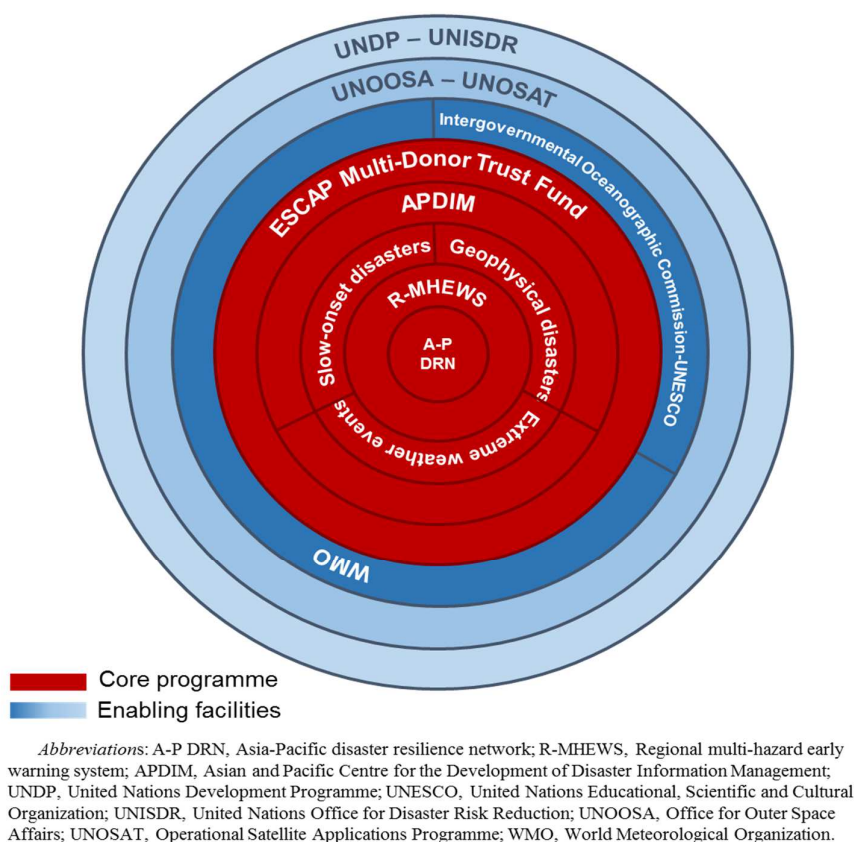 UNDP – UNISDR
UNOOSA – UNOSAT
Intergovernmental Oceanographic Commission-UNESCO
ESCAP Multi-Donor Trust Fund
APDIM
Slow-onset disasters
Geophysical disasters
R-MHEWS
A-P
DRN
Extreme weather events
WMO
Core programme
Enabling facilities
Abbreviations: A-P DRN, Asia-Pacific disaster resilience network; R-MHEWS, Regional multi-hazard early
warning system; APDIM, Asian and Pacific Centre for the Development of Disaster Information Management;
UNDP, United Nations Development Programme; UNESCO, United Nations Educational, Scientific and Cultural
Organization; UNISDR, United Nations Office for Disaster Risk Reduction; UNOOSA, Office for Outer Space
Affairs; UNOSAT, Operational Satellite Applications Programme; WMO, World Meteorological Organization.